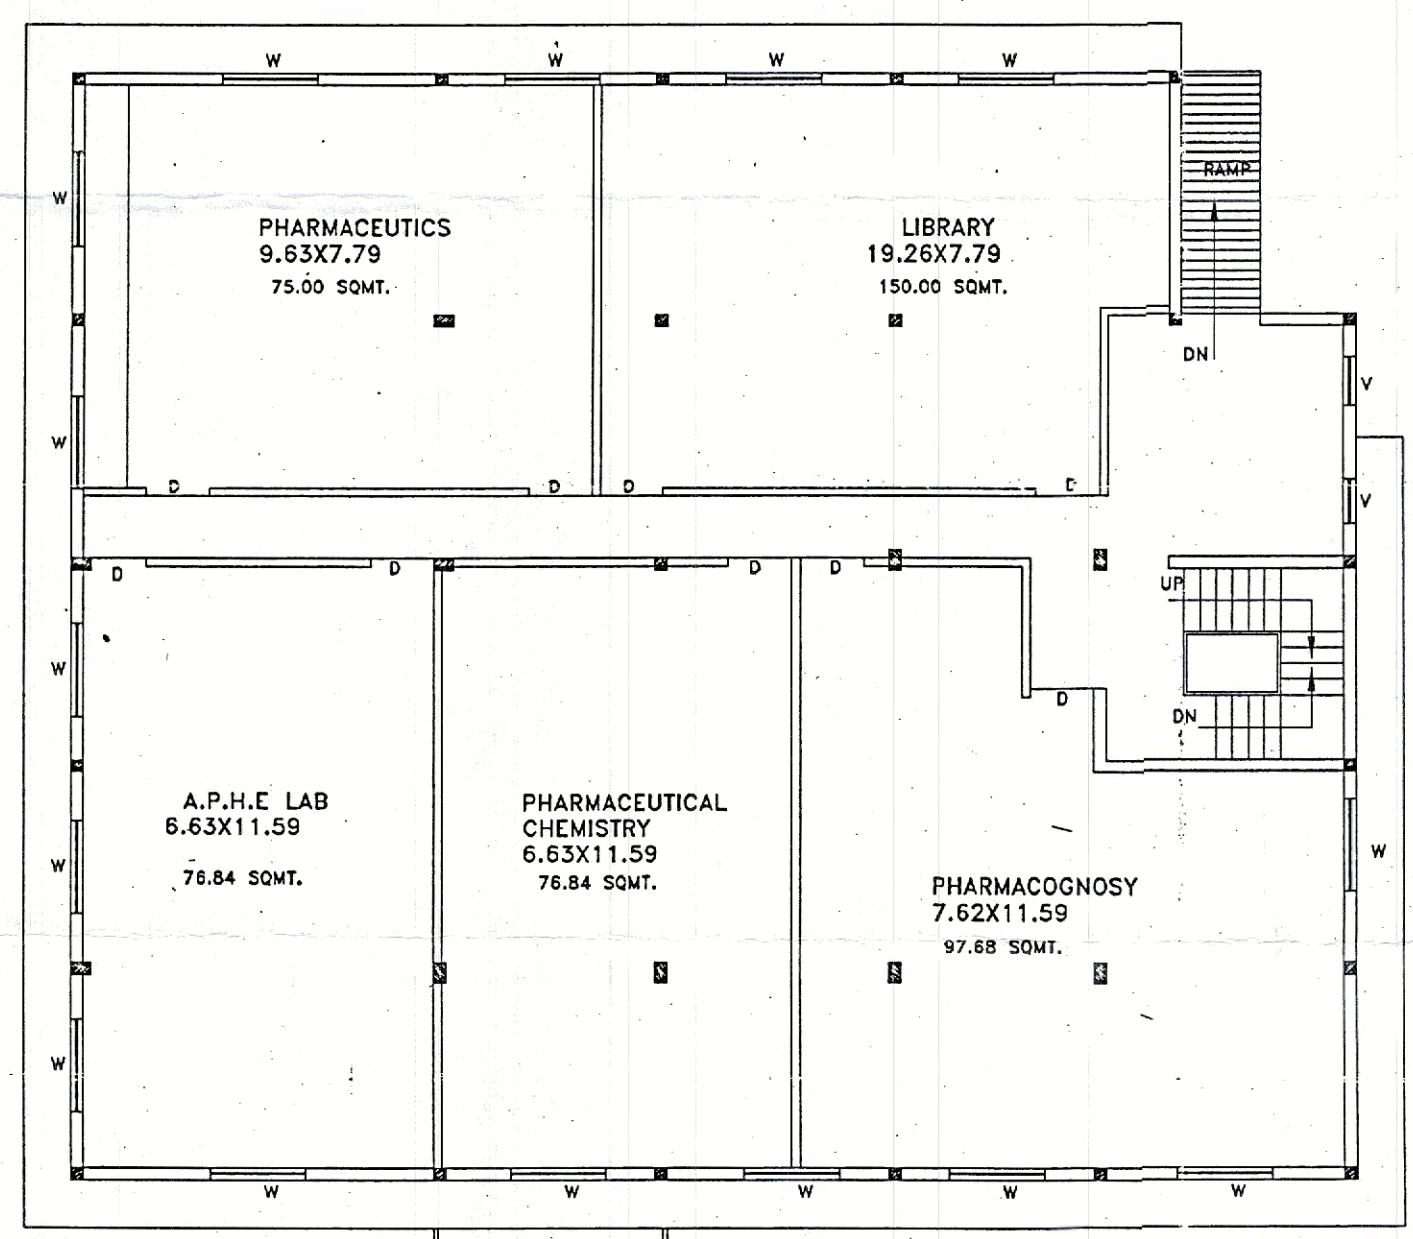 W W W W
RAMP
W
PHARMACEUTICS
9.63X7.79
75.00 SQMT.
LIBRARY
19.26X7.79
150.00 SQMT.
DN
V
W
D D D D
V
D D D D
UP
W
D
DN
A.P.H.E LAB
6.63X11.59
76.84 SQMT.
PHARMACEUTICAL
CHEMISTRY
6.63X11.59
76.84 SQMT.
W
W
PHARMACOGNOSY
7.62X11.59
97.68 SQMT.
W
W W W W W